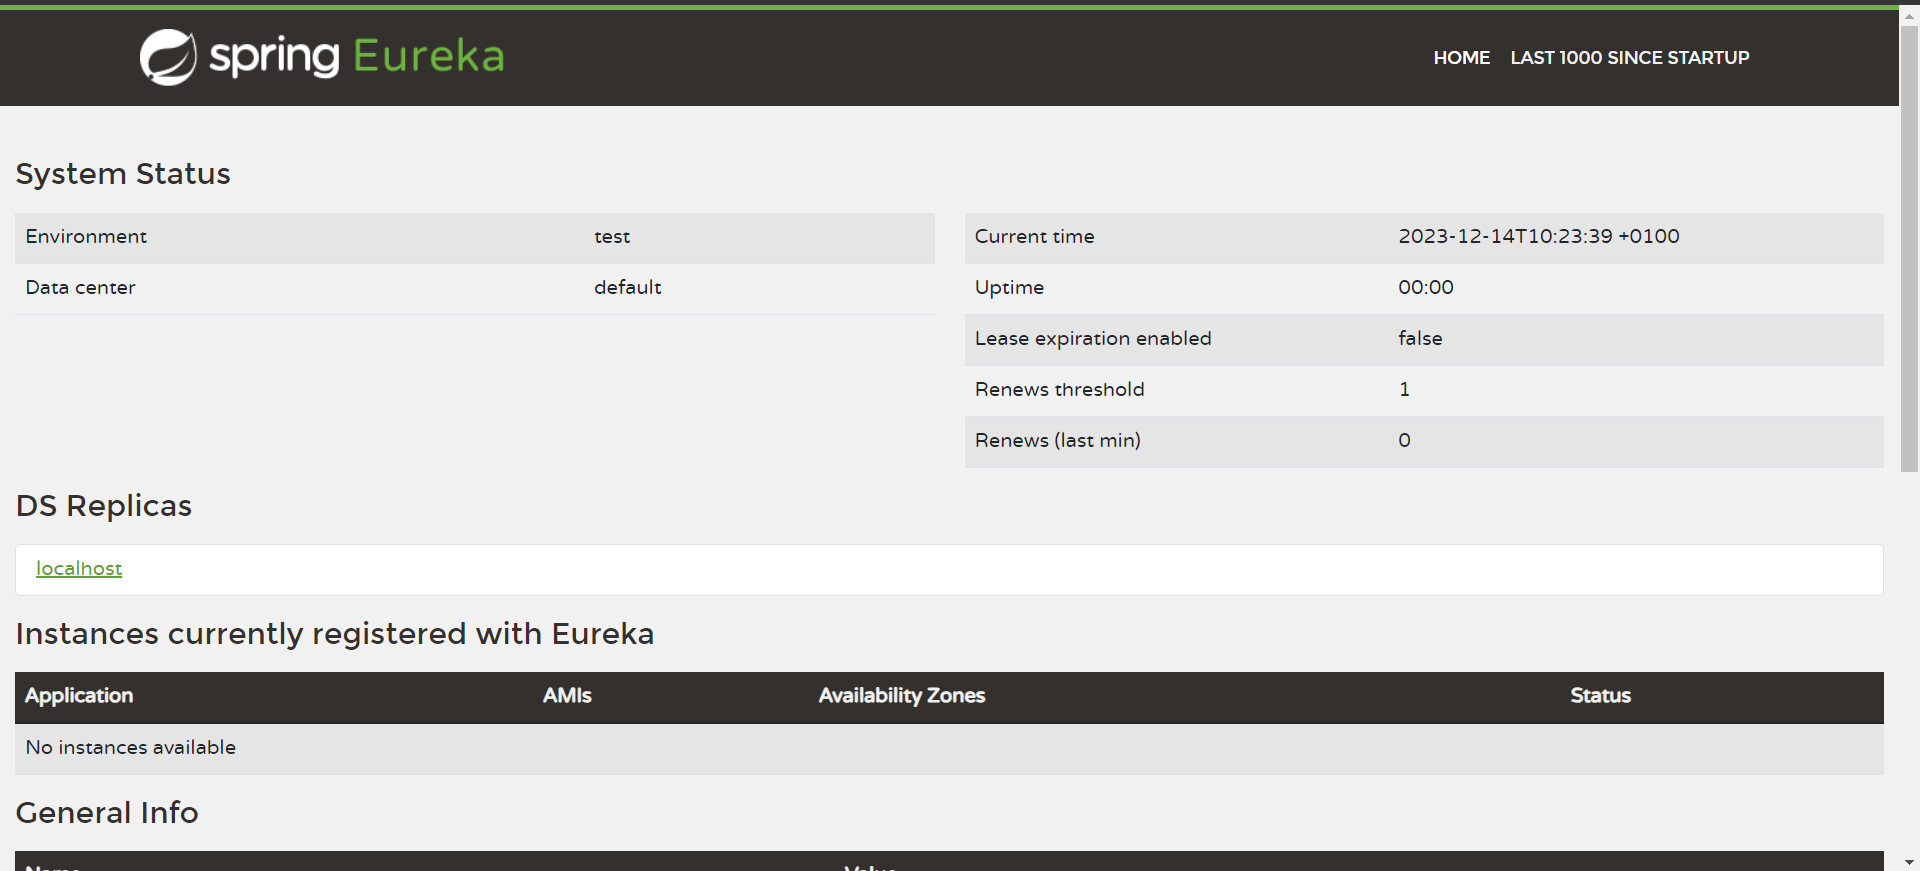 spring Eureka
HOME LAST 1000 SINCE STARTUP
System Status
Environment test
Data center default
Current time 2023-12-14T10:23:39 +0100
Uptime 00:00
Lease expiration enabled false
Renews threshold 1
Renews (last min) 0
DS Replicas
localhost
Instances currently registered with Eureka
Application AMIs Availability Zones Status
No instances available
General Info
Name Value